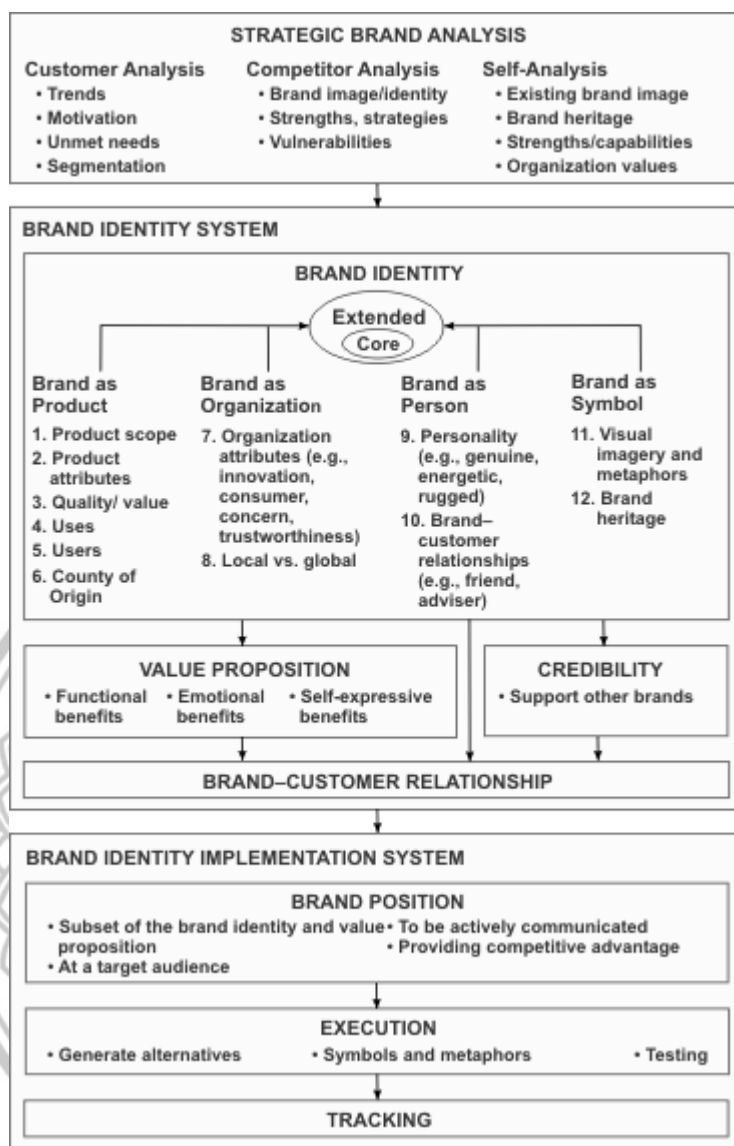 STRATEGIC BRAND ANALYSIS
Customer Analysis
• Trends
• Motivation
• Unmet needs
• Segmentation
Competitor Analysis
• Brand image/identity
• Strengths, strategies
• Vulnerabilities
Self-Analysis
• Existing brand image
• Brand heritage
• Strengths/capabilities
• Organization values
BRAND IDENTITY SYSTEM
BRAND IDENTITY
Extended
Core
Brand as
Product
1. Product scope
2. Product
attributes
3. Quality/ value
4. Uses
5. Users
6. County of
Origin
Brand as
Organization
7. Organization
attributes (e.g.,
innovation,
consumer,
concern,
trustworthiness)
8. Local vs. global
Brand as
Person
9. Personality
(e.g., genuine,
energetic,
rugged)
10. Brand–
customer
relationships
(e.g., friend,
adviser)
Brand as
Symbol
11. Visual
imagery and
metaphors
12. Brand
heritage
VALUE PROPOSITION
• Functional
benefits
• Emotional
benefits
• Self-expressive
benefits
CREDIBILITY
• Support other brands
BRAND–CUSTOMER RELATIONSHIP
BRAND IDENTITY IMPLEMENTATION SYSTEM
BRAND POSITION
• Subset of the brand identity and value
proposition
• At a target audience
• To be actively communicated
• Providing competitive advantage
EXECUTION
• Generate alternatives
• Symbols and metaphors
• Testing
TRACKING